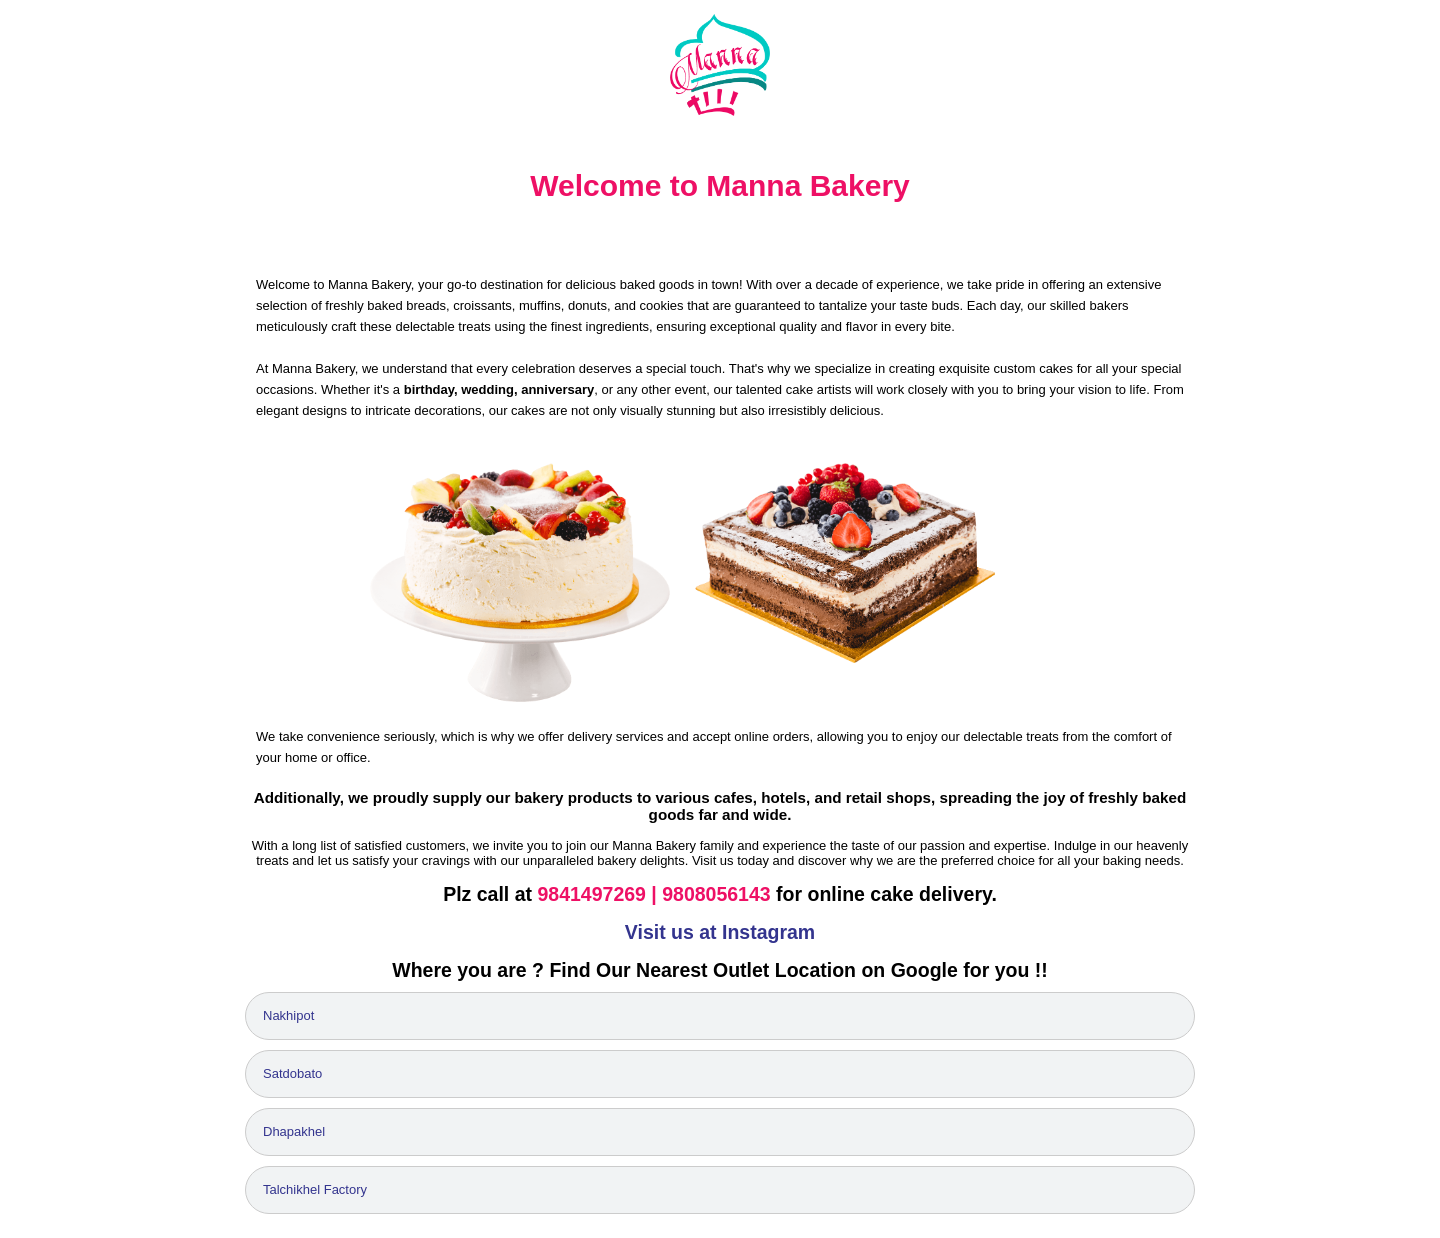 Manna
Welcome to Manna Bakery
Welcome to Manna Bakery, your go-to destination for delicious baked goods in town! With over a decade of experience, we take pride in offering an extensive
selection of freshly baked breads, croissants, muffins, donuts, and cookies that are guaranteed to tantalize your taste buds. Each day, our skilled bakers
meticulously craft these delectable treats using the finest ingredients, ensuring exceptional quality and flavor in every bite.
At Manna Bakery, we understand that every celebration deserves a special touch. That's why we specialize in creating exquisite custom cakes for all your special
occasions. Whether it's a birthday, wedding, anniversary, or any other event, our talented cake artists will work closely with you to bring your vision to life. From
elegant designs to intricate decorations, our cakes are not only visually stunning but also irresistibly delicious.
We take convenience seriously, which is why we offer delivery services and accept online orders, allowing you to enjoy our delectable treats from the comfort of
your home or office.
Additionally, we proudly supply our bakery products to various cafes, hotels, and retail shops, spreading the joy of freshly baked
goods far and wide.
With a long list of satisfied customers, we invite you to join our Manna Bakery family and experience the taste of our passion and expertise. Indulge in our heavenly
treats and let us satisfy your cravings with our unparalleled bakery delights. Visit us today and discover why we are the preferred choice for all your baking needs.
Plz call at 9841497269 | 9808056143 for online cake delivery.
Visit us at Instagram
Where you are ? Find Our Nearest Outlet Location on Google for you !!
Nakhipot
Satdobato
Dhapakhel
Talchikhel Factory